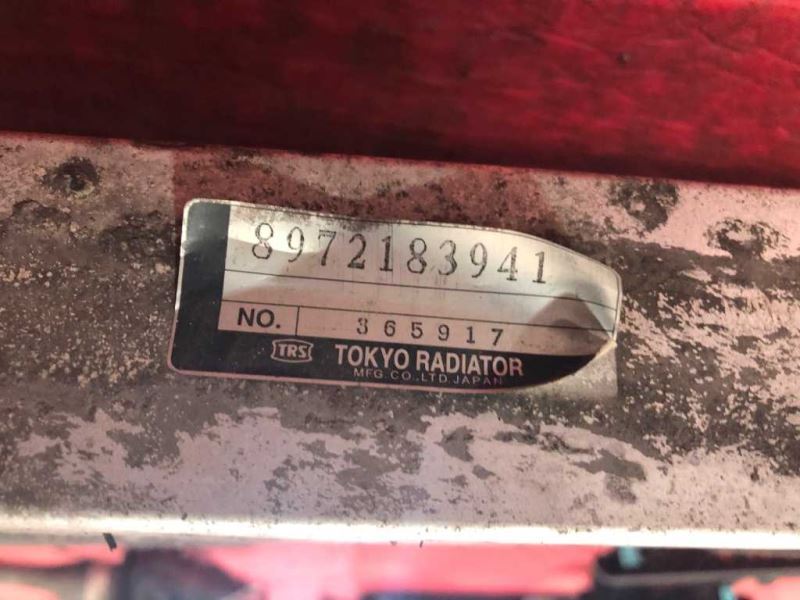 8972183941
NO. 365917
TRS TOKYO RADIATOR
MFG.CO.,LTD.JAPAN